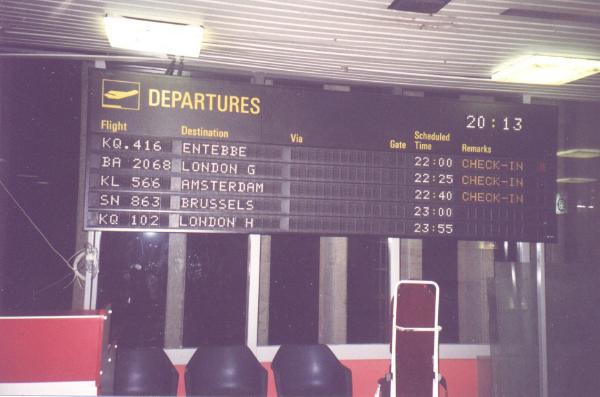 DEPARTURES
20:13
Flight Destination Via Gate Scheduled Time Remarks
KQ.416 ENTEBBE 22:00 CHECK-IN
BA 2068 LONDON G 22:25 CHECK-IN
KL 566 AMSTERDAM 22:40 CHECK-IN
SN 863 BRUSSELS 23:00
KQ 102 LONDON H 23:55